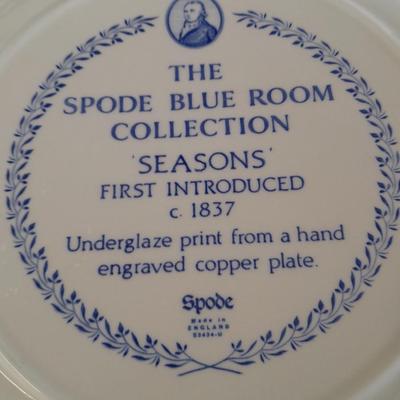 THE
SPODE BLUE ROOM
COLLECTION
'SEASONS'
FIRST INTRODUCED
c. 1837
Underglaze print from a hand
engraved copper plate.
Spode
Made in
ENGLAND
S3424-U